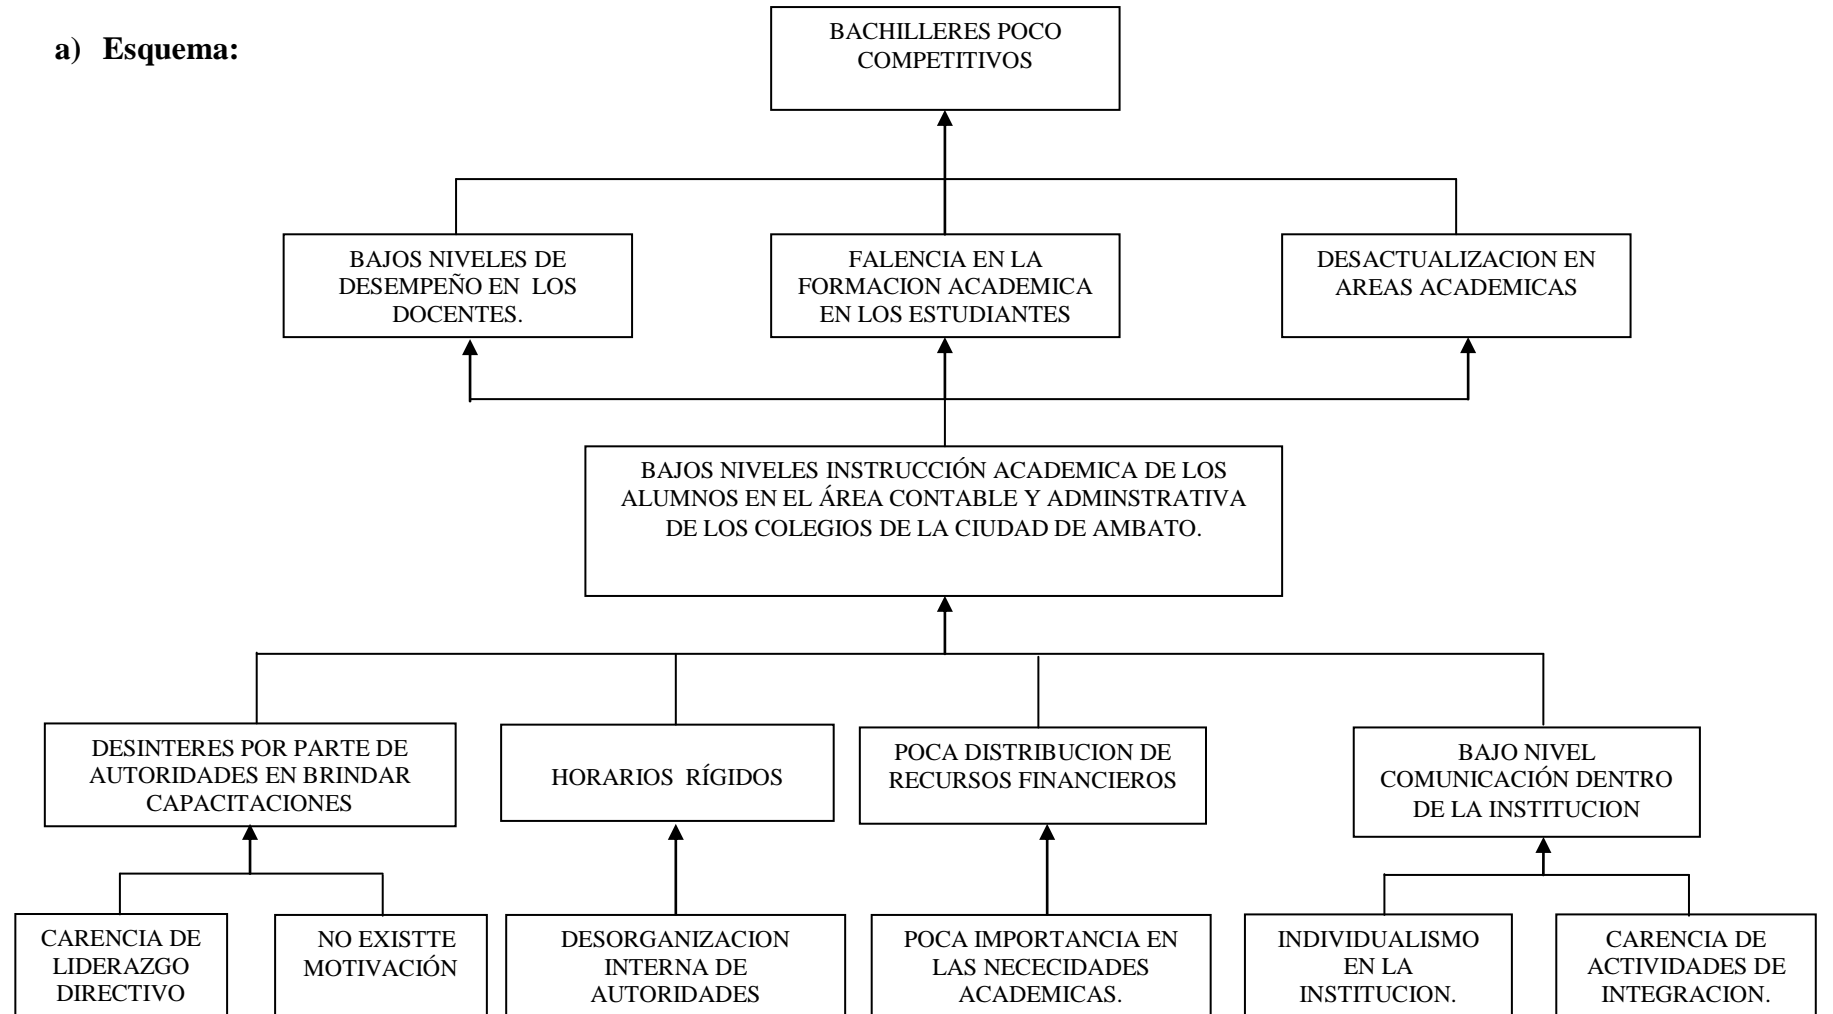 a) Esquema:
BACHILLERES POCO
COMPETITIVOS
BAJOS NIVELES DE
DESEMPEÑO EN LOS
DOCENTES.
FALENCIA EN LA
FORMACION ACADEMICA
EN LOS ESTUDIANTES
DESACTUALIZACION EN
AREAS ACADEMICAS
BAJOS NIVELES INSTRUCCIÓN ACADEMICA DE LOS
ALUMNOS EN EL ÁREA CONTABLE Y ADMINSTRATIVA
DE LOS COLEGIOS DE LA CIUDAD DE AMBATO.
DESINTERES POR PARTE DE
AUTORIDADES EN BRINDAR
CAPACITACIONES
HORARIOS RÍGIDOS
POCA DISTRIBUCION DE
RECURSOS FINANCIEROS
BAJO NIVEL
COMUNICACIÓN DENTRO
DE LA INSTITUCION
CARENCIA DE
LIDERAZGO
DIRECTIVO
NO EXISTTE
MOTIVACIÓN
DESORGANIZACION
INTERNA DE
AUTORIDADES
POCA IMPORTANCIA EN
LAS NECECIDADES
ACADEMICAS.
INDIVIDUALISMO
EN LA
INSTITUCION.
CARENCIA DE
ACTIVIDADES DE
INTEGRACION.